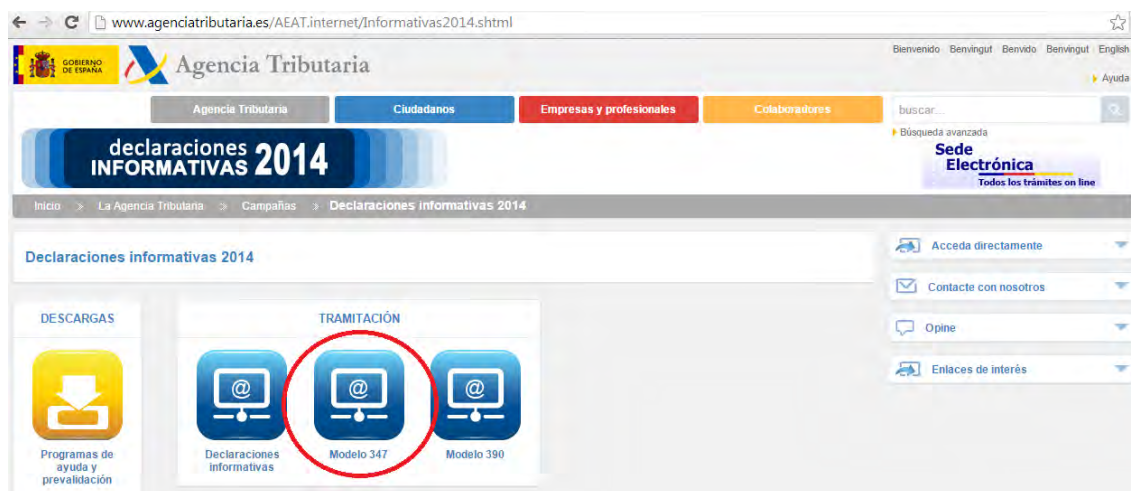 www.agenciatributaria.es/AEAT.internet/Informativas2014.shtml
GOBIERNO
DE ESPAÑA
Agencia Tributaria
Bienvenido Benvingut Benvido Benvingut English
Ayuda
Agencia Tributaria Ciudadanos Empresas y profesionales Colaboradores
buscar...
Búsqueda avanzada
declaraciones
INFORMATIVAS 2014
Sede
Electrónica
Todos los trámites on line
Inicio > La Agencia Tributaria > Campañas > Declaraciones informativas 2014
Declaraciones informativas 2014
Acceda directamente
Contacte con nosotros
Opine
Enlaces de interés
DESCARGAS
Programas de
ayuda y
prevalidación
TRAMITACIÓN
@ @ @
Declaraciones
informativas
Modelo 347
Modelo 390